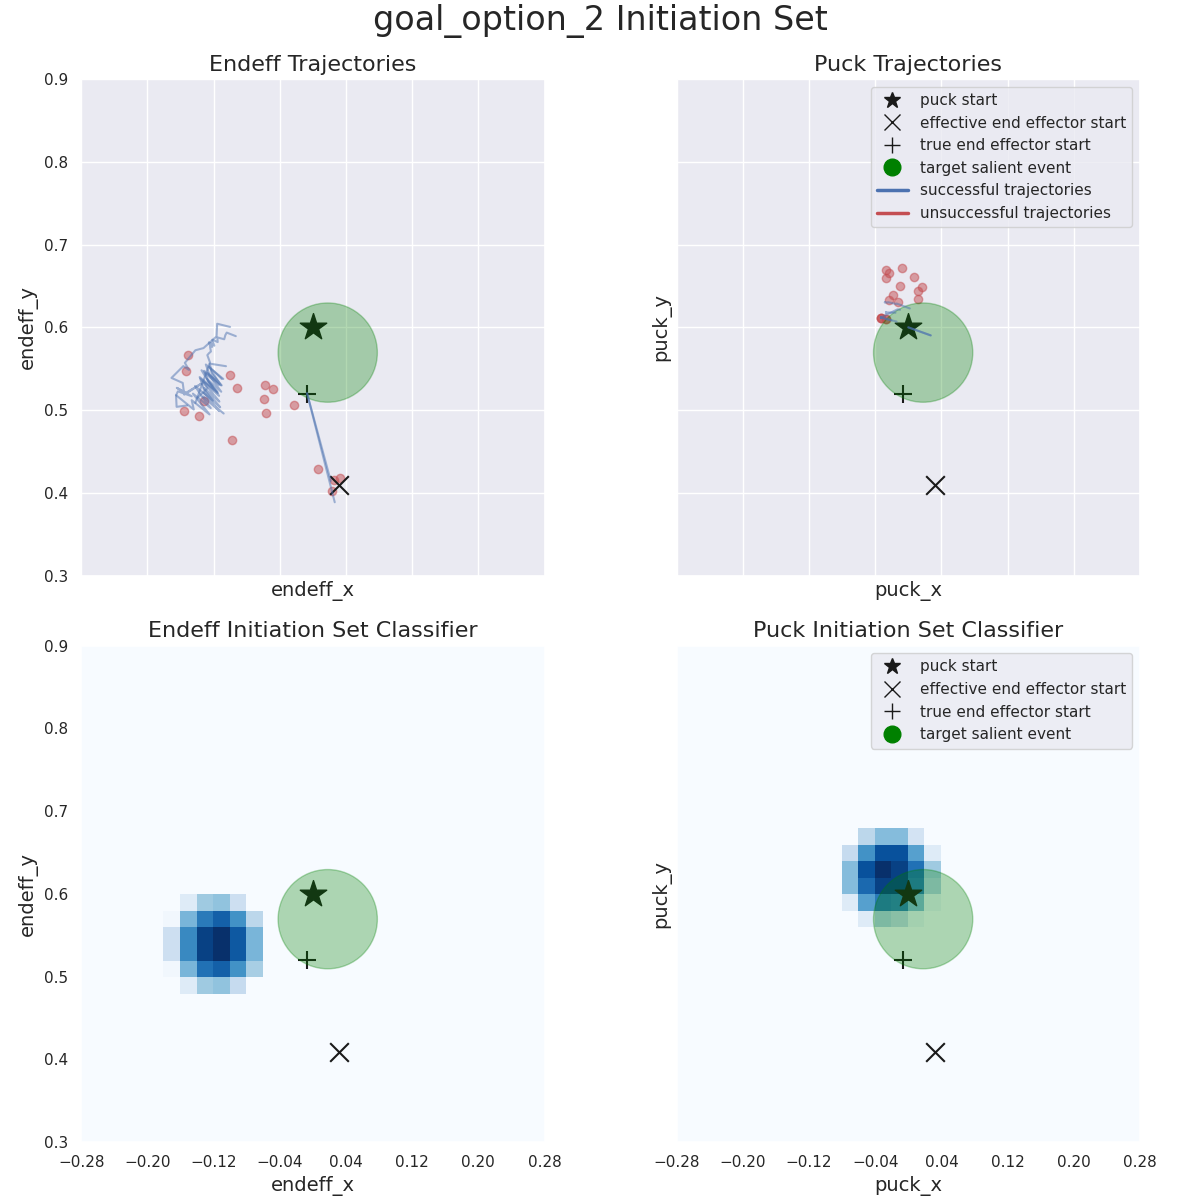 goal_option_2 Initiation Set
Endeff Trajectories
0.9
0.8
0.7
0.6
0.5
0.4
0.3
endeff_y
endeff_x
Puck Trajectories
puck start
effective end effector start
true end effector start
target salient event
successful trajectories
unsuccessful trajectories
puck_y
puck_x
Endeff Initiation Set Classifier
0.9
0.8
0.7
0.6
0.5
0.4
0.3
endeff_y
−0.28 −0.20 −0.12 −0.04 0.04 0.12 0.20 0.28
endeff_x
Puck Initiation Set Classifier
puck start
effective end effector start
true end effector start
target salient event
puck_y
−0.28 −0.20 −0.12 −0.04 0.04 0.12 0.20 0.28
puck_x